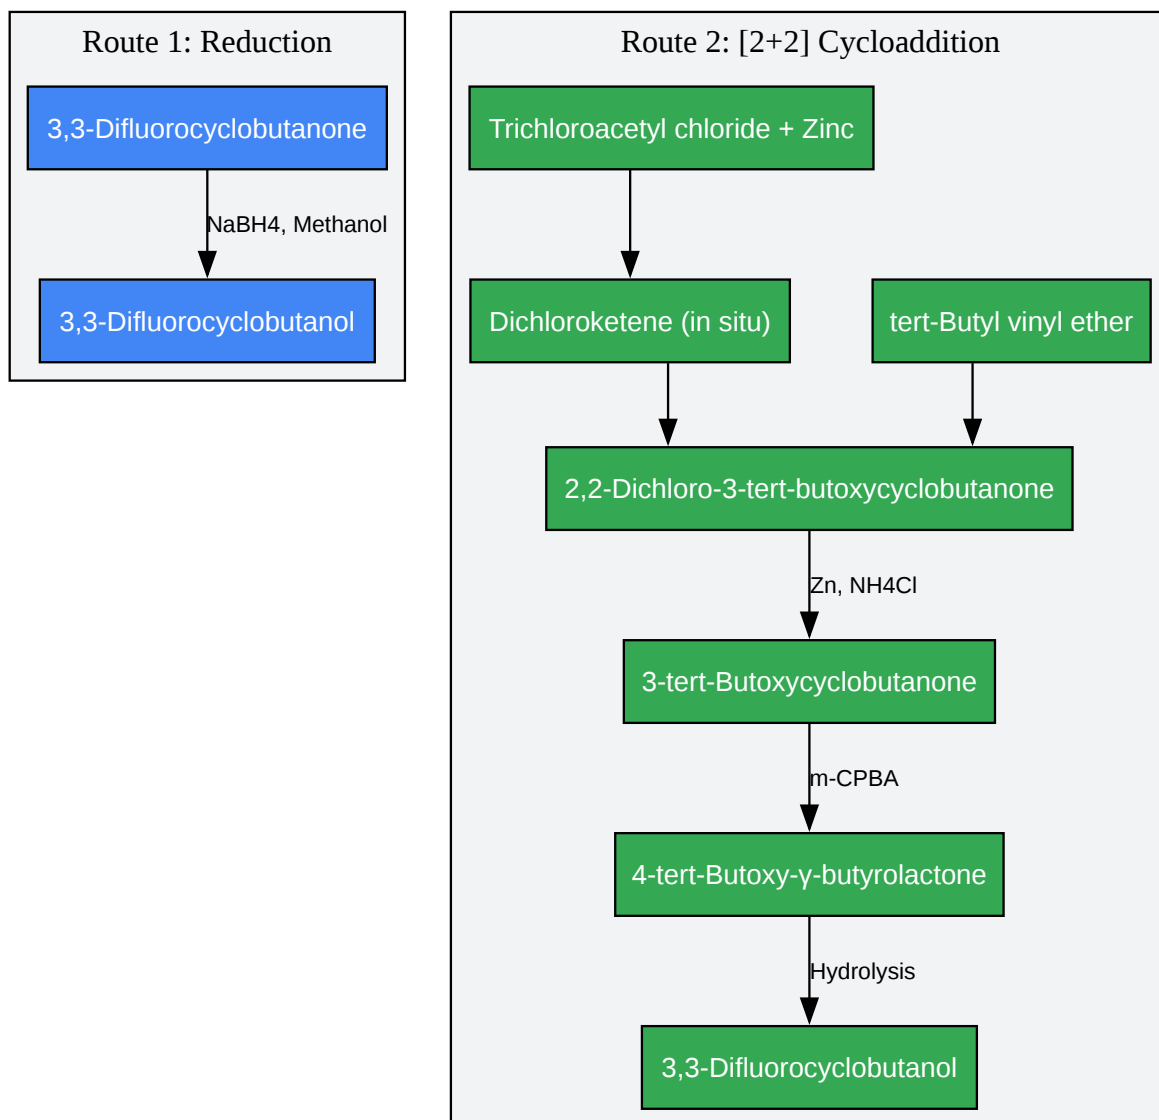 Route 1: Reduction
3,3-Difluorocyclobutanone
NaBH4, Methanol
3,3-Difluorocyclobutanol
Route 2: [2+2] Cycloaddition
Trichloroacetyl chloride + Zinc
Dichloroketene (in situ)
tert-Butyl vinyl ether
2,2-Dichloro-3-tert-butoxycyclobutanone
Zn, NH4Cl
3-tert-Butoxycyclobutanone
m-CPBA
4-tert-Butoxy-γ-butyrolactone
Hydrolysis
3,3-Difluorocyclobutanol